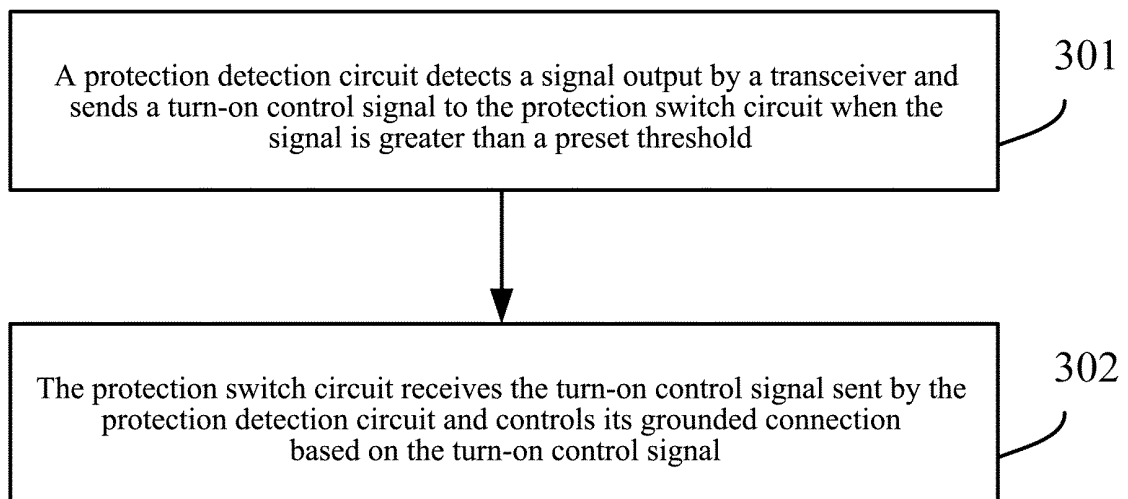 A protection detection circuit detects a signal output by a transceiver and
sends a turn-on control signal to the protection switch circuit when the
signal is greater than a preset threshold
301
The protection switch circuit receives the turn-on control signal sent by the
protection detection circuit and controls its grounded connection
based on the turn-on control signal
302